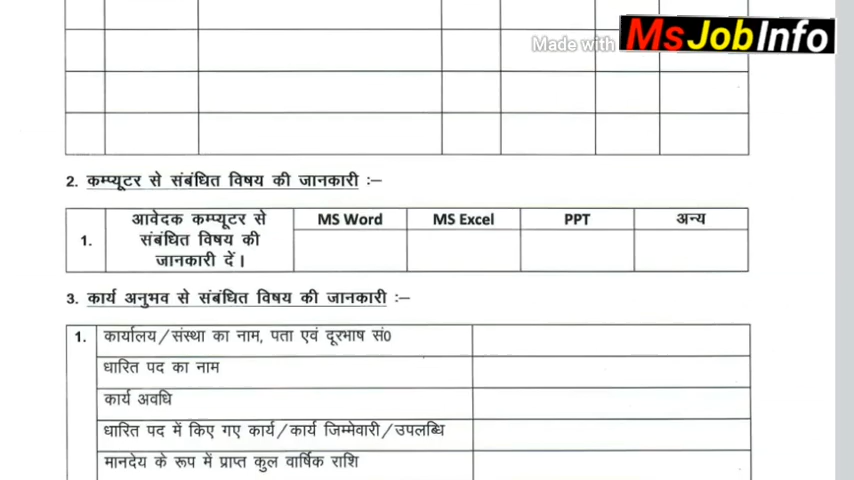 Made with MsJobInfo
2. कम्प्यूटर से संबंधित विषय की जानकारी :–
1. आवेदक कम्प्यूटर से संबंधित विषय की जानकारी दें । MS Word MS Excel PPT अन्य
3. कार्य अनुभव से संबंधित विषय की जानकारी :–
1. कार्यालय/संस्था का नाम, पता एवं दूरभाष सं0
धारित पद का नाम
कार्य अवधि
धारित पद में किए गए कार्य/कार्य जिम्मेवारी/उपलब्धि
मानदेय के रूप में प्राप्त कुल वार्षिक राशि